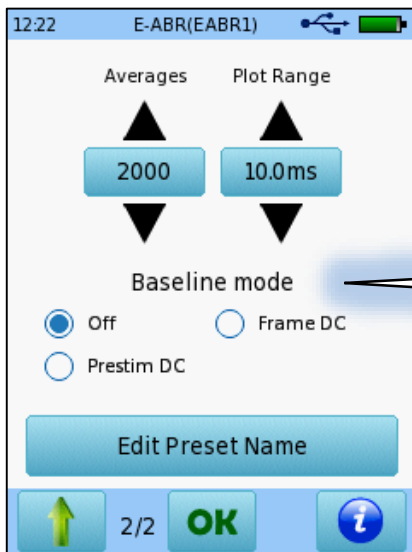 12:22 E-ABR(EABR1)
Averages Plot Range
2000 10.0ms
Baseline mode
Off Frame DC
Prestim DC
Edit Preset Name
2/2 OK i